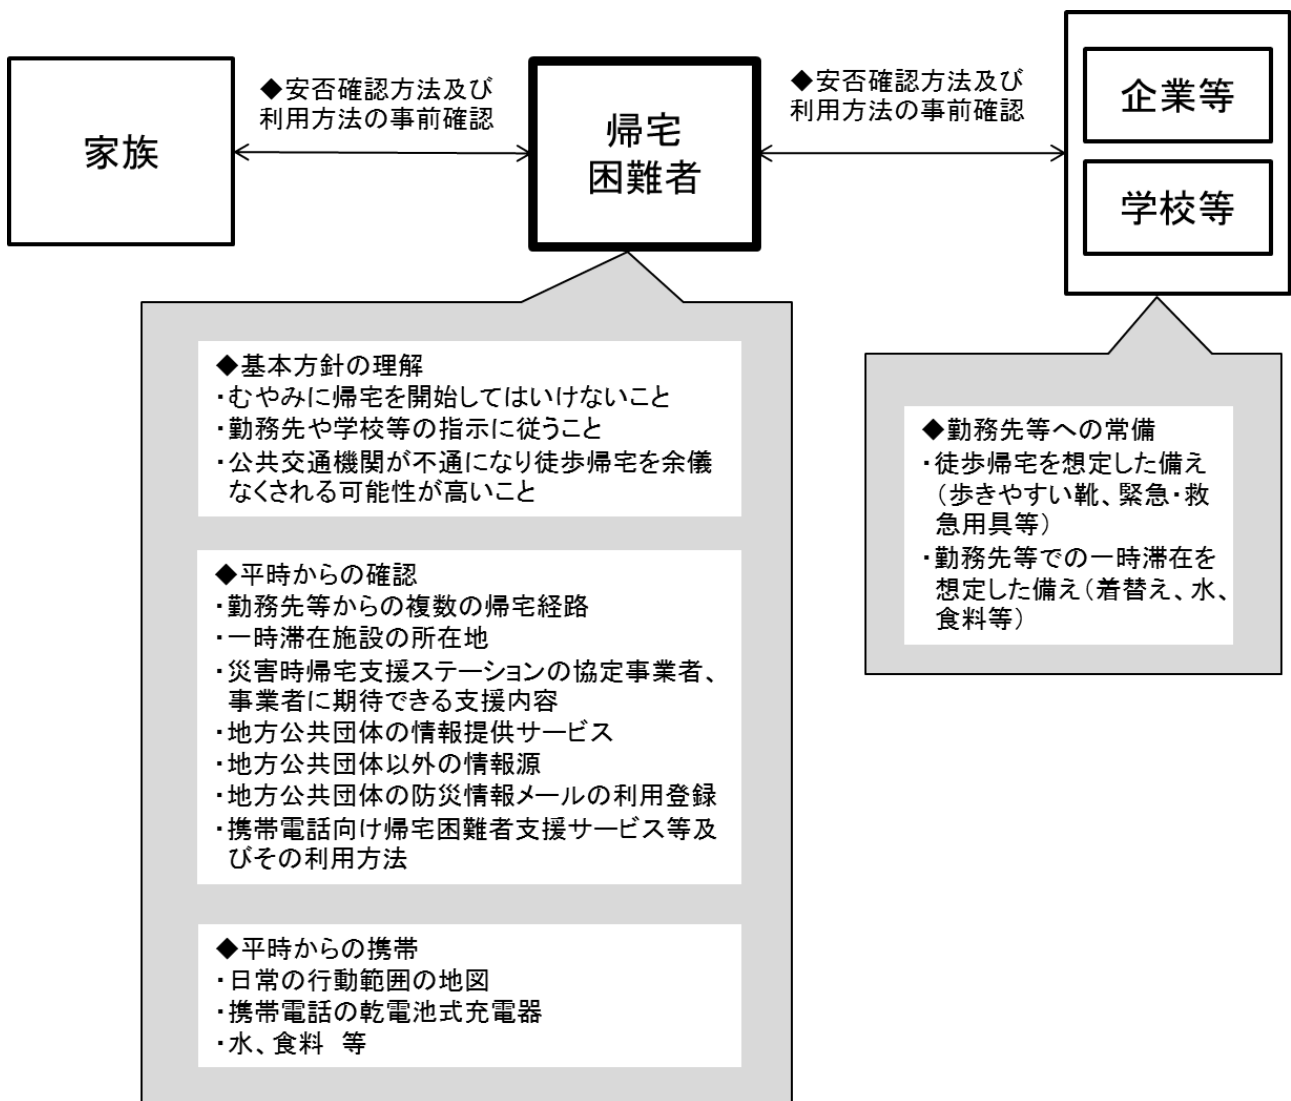 家族
◆安否確認方法及び
利用方法の事前確認
帰宅
困難者
◆安否確認方法及び
利用方法の事前確認
企業等
学校等
◆基本方針の理解
・むやみに帰宅を開始してはいけないこと
・勤務先や学校等の指示に従うこと
・公共交通機関が不通になり徒歩帰宅を余儀
なくされる可能性が高いこと
◆平時からの確認
・勤務先等からの複数の帰宅経路
・一時滞在施設の所在地
・災害時帰宅支援ステーションの協定事業者、
事業者に期待できる支援内容
・地方公共団体の情報提供サービス
・地方公共団体以外の情報源
・地方公共団体の防災情報メールの利用登録
・携帯電話向け帰宅困難者支援サービス等及
びその利用方法
◆平時からの携帯
・日常の行動範囲の地図
・携帯電話の乾電池式充電器
・水、食料　等
◆勤務先等への常備
・徒歩帰宅を想定した備え
（歩きやすい靴、緊急・救
急用具等）
・勤務先等での一時滞在を
想定した備え（着替え、水、
食料等）